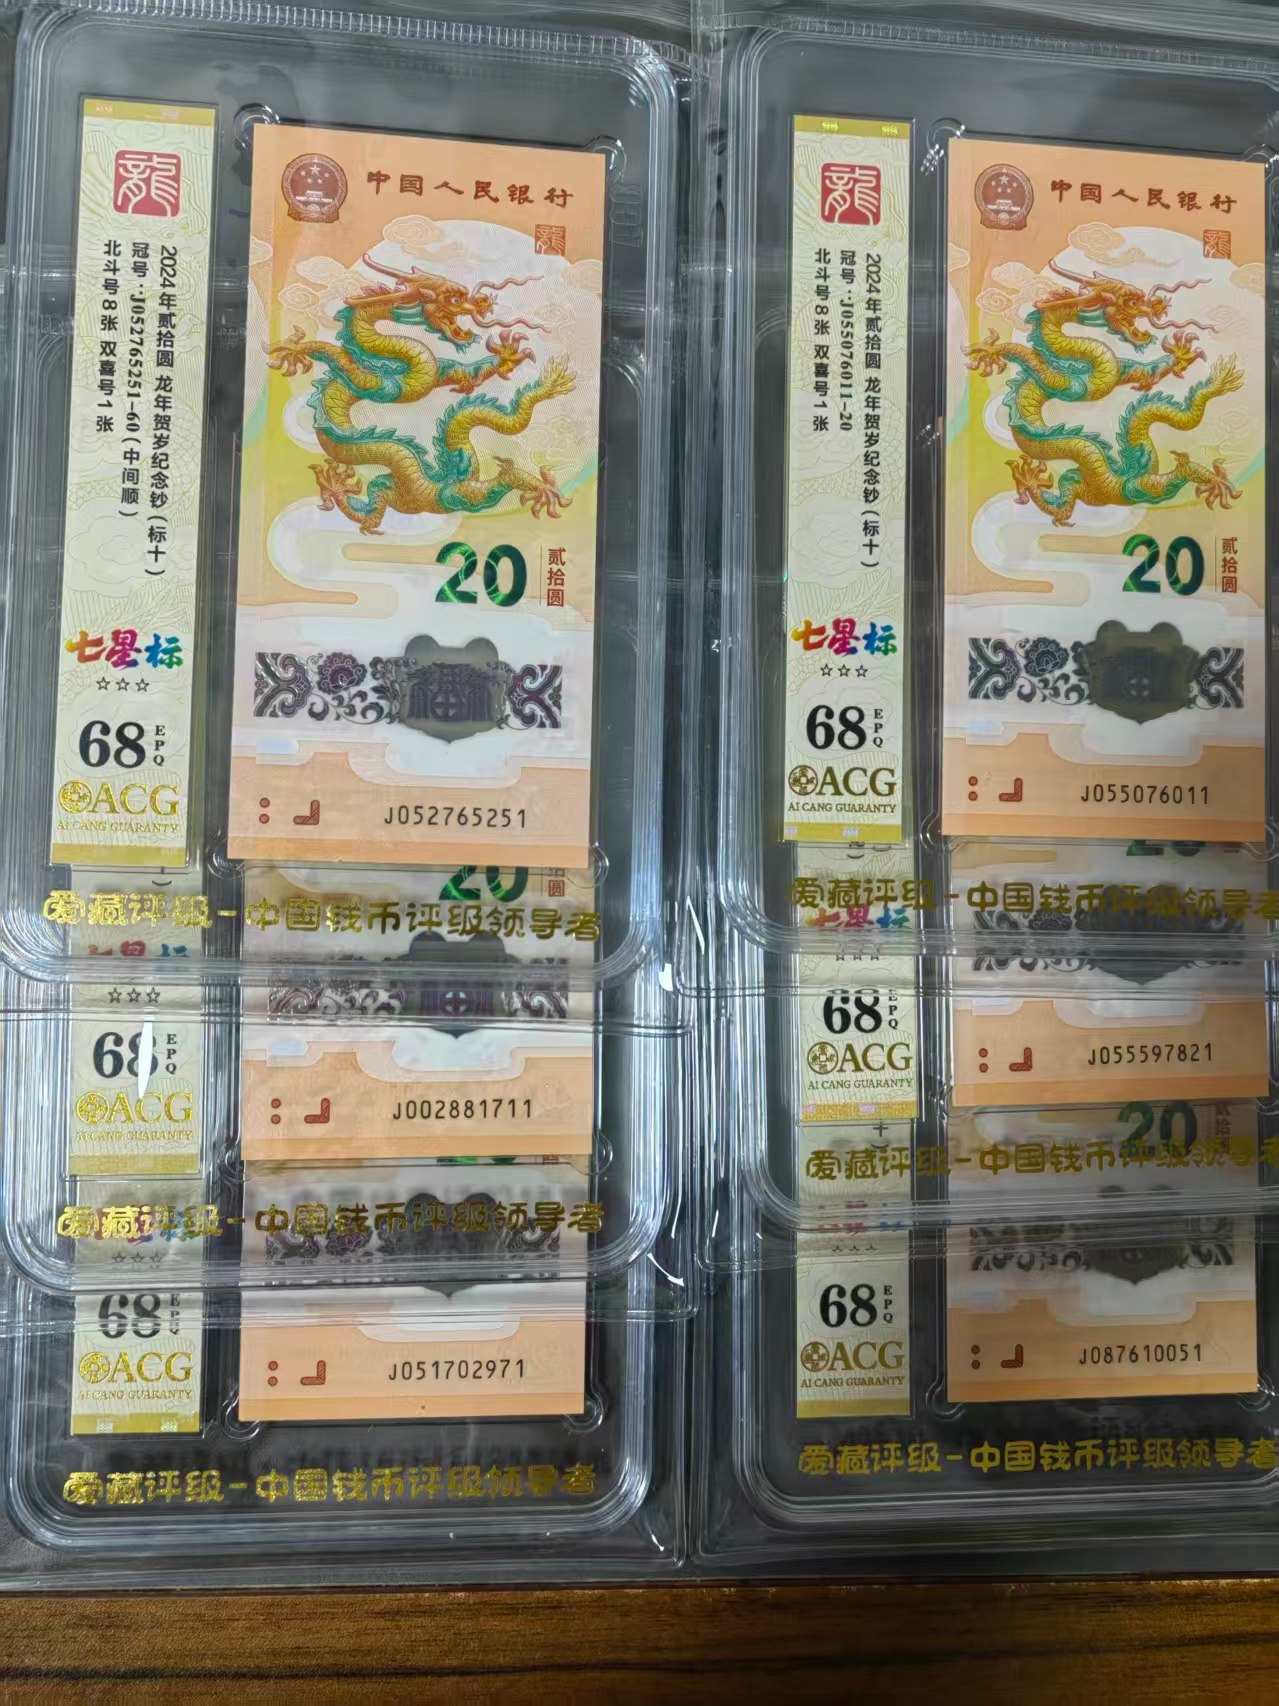 龍
2024年贰拾圆 龙年贺岁纪念钞(标十)
冠号:J052765251-60(中间顺)
北斗号8张 双喜号1张
七星标
☆☆☆
68 EPQ
ACG
AI CANG GUARANTY
中国人民银行
龍
20 贰拾圆
J052765251
爱藏评级-中国钱币评级领导者
20
☆☆☆
68 EPQ
ACG
AI CANG GUARANTY
J002881711
爱藏评级-中国钱币评级领导者
☆☆☆
68 EPQ
ACG
AI CANG GUARANTY
J051702971
爱藏评级-中国钱币评级领导者
龍
2024年贰拾圆 龙年贺岁纪念钞(标十)
冠号:J055076011-20
北斗号8张 双喜号1张
七星标
☆☆☆
68 EPQ
ACG
AI CANG GUARANTY
中国人民银行
龍
20 贰拾圆
J055076011
爱藏评级-中国钱币评级领导者
☆☆☆
68 EPQ
ACG
AI CANG GUARANTY
J055597821
20
爱藏评级-中国钱币评级领导者
68 EPQ
ACG
AI CANG GUARANTY
J087610051
爱藏评级-中国钱币评级领导者